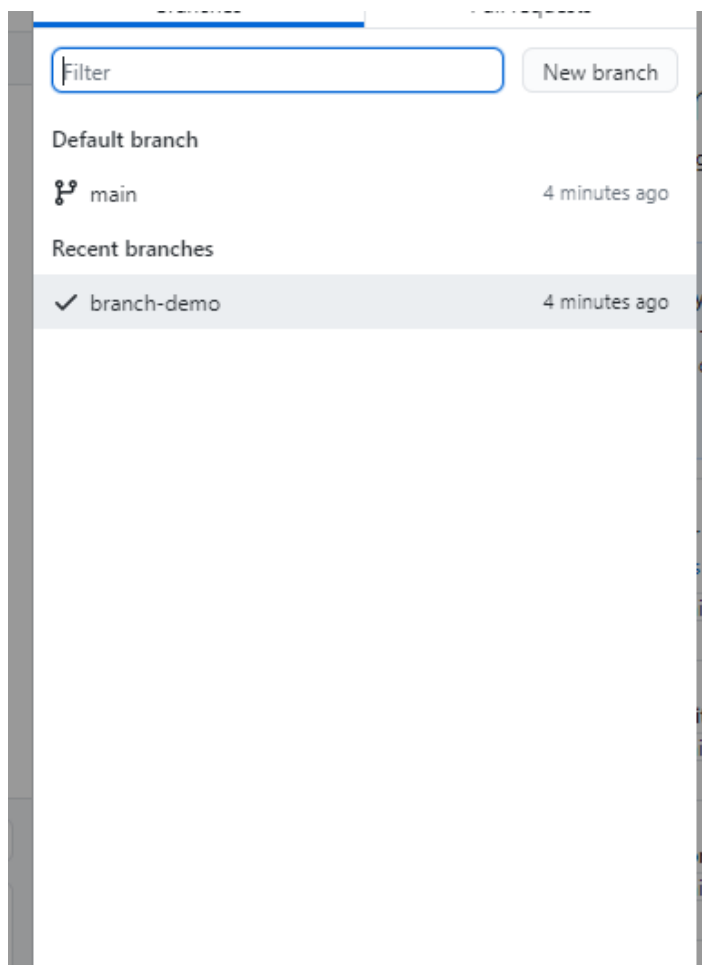 Filter
New branch
Default branch
main 4 minutes ago
Recent branches
branch-demo 4 minutes ago